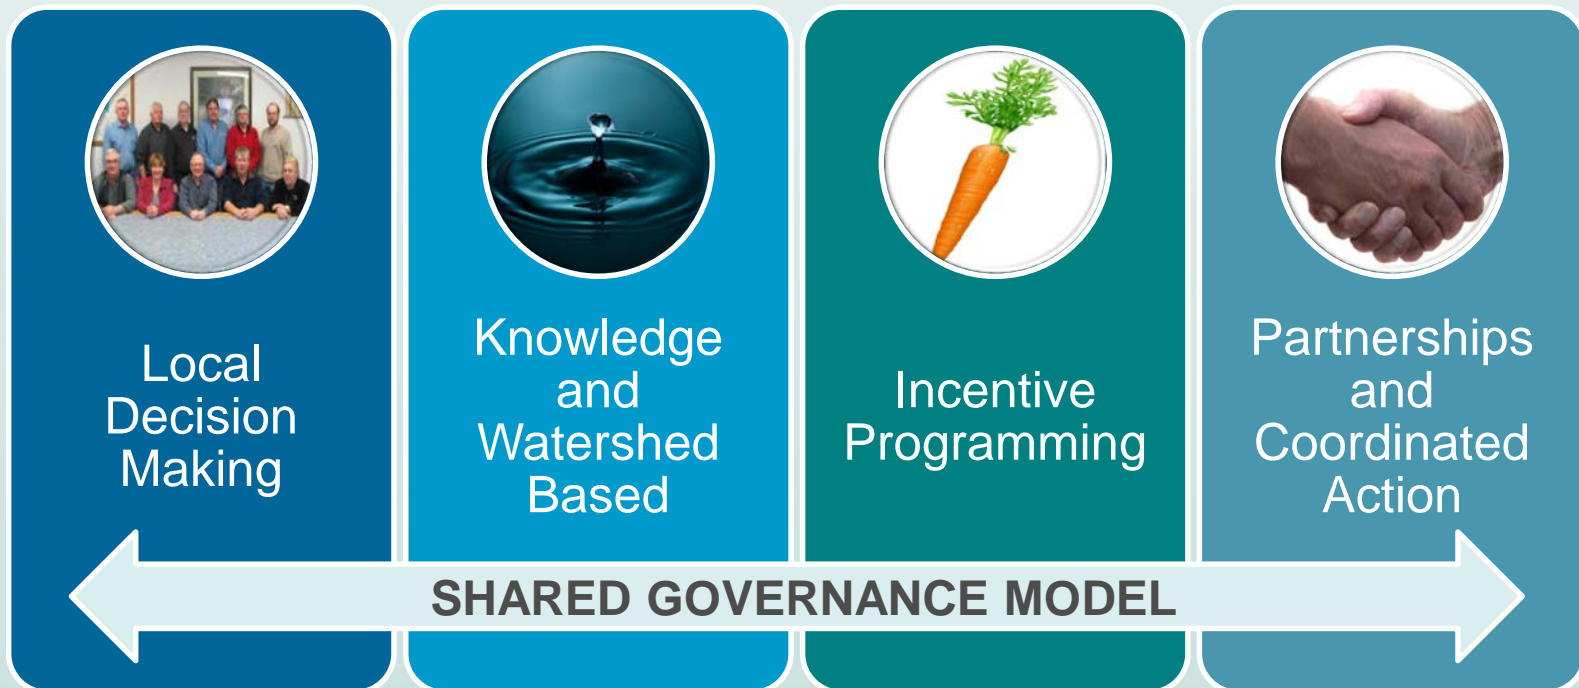 Local
Decision
Making
Knowledge
and
Watershed
Based
Incentive
Programming
Partnerships
and
Coordinated
Action
SHARED GOVERNANCE MODEL